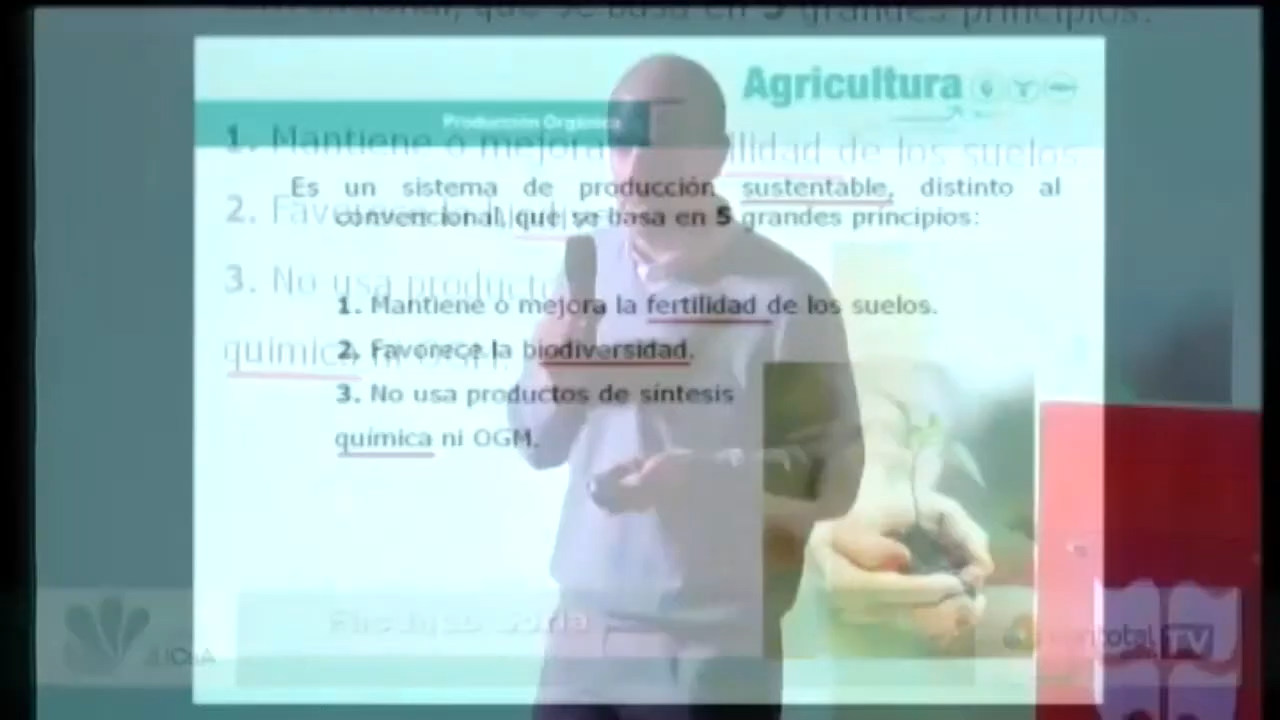 Agricultura
Producción Orgánica
Es un sistema de producción sustentable, distinto al
convencional, que se basa en 5 grandes principios:
1. Mantiene o mejora la fertilidad de los suelos.
2. Favorece la biodiversidad.
3. No usa productos de síntesis
química ni OGM.
TV